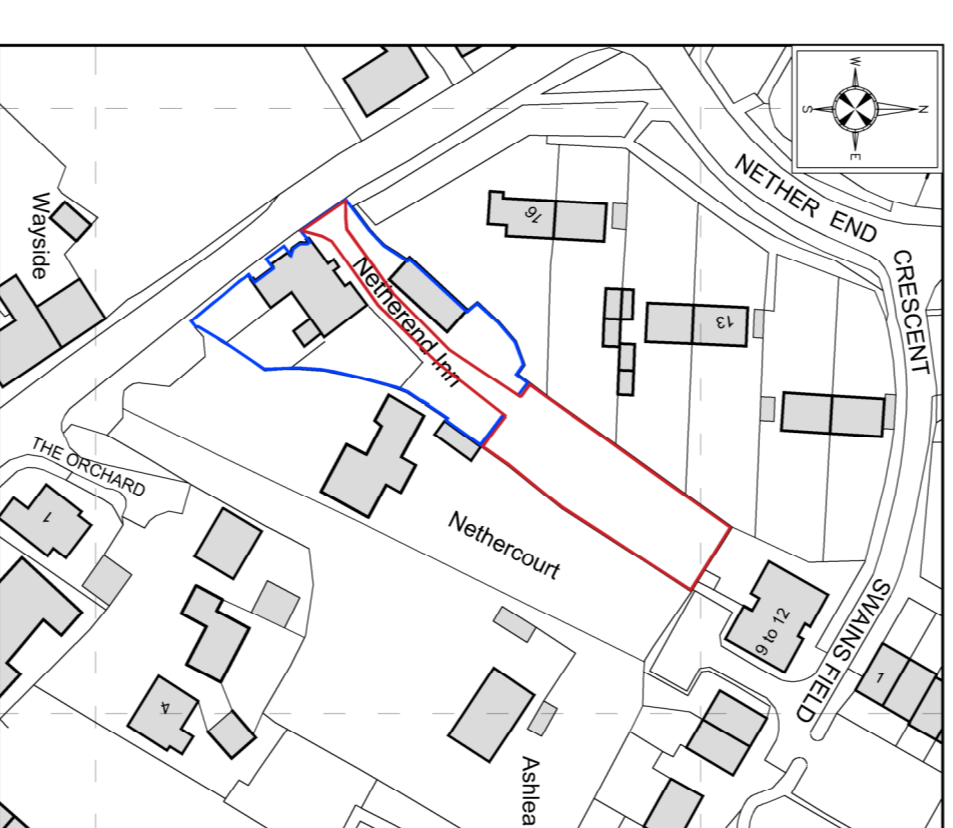 W
S
N
E
NETHER END
CRESCENT
Wayside
16
Netherend Inn
13
THE ORCHARD
1
Nethercourt
9 to 12
SWAINS FIELD
1
4
Ashlea